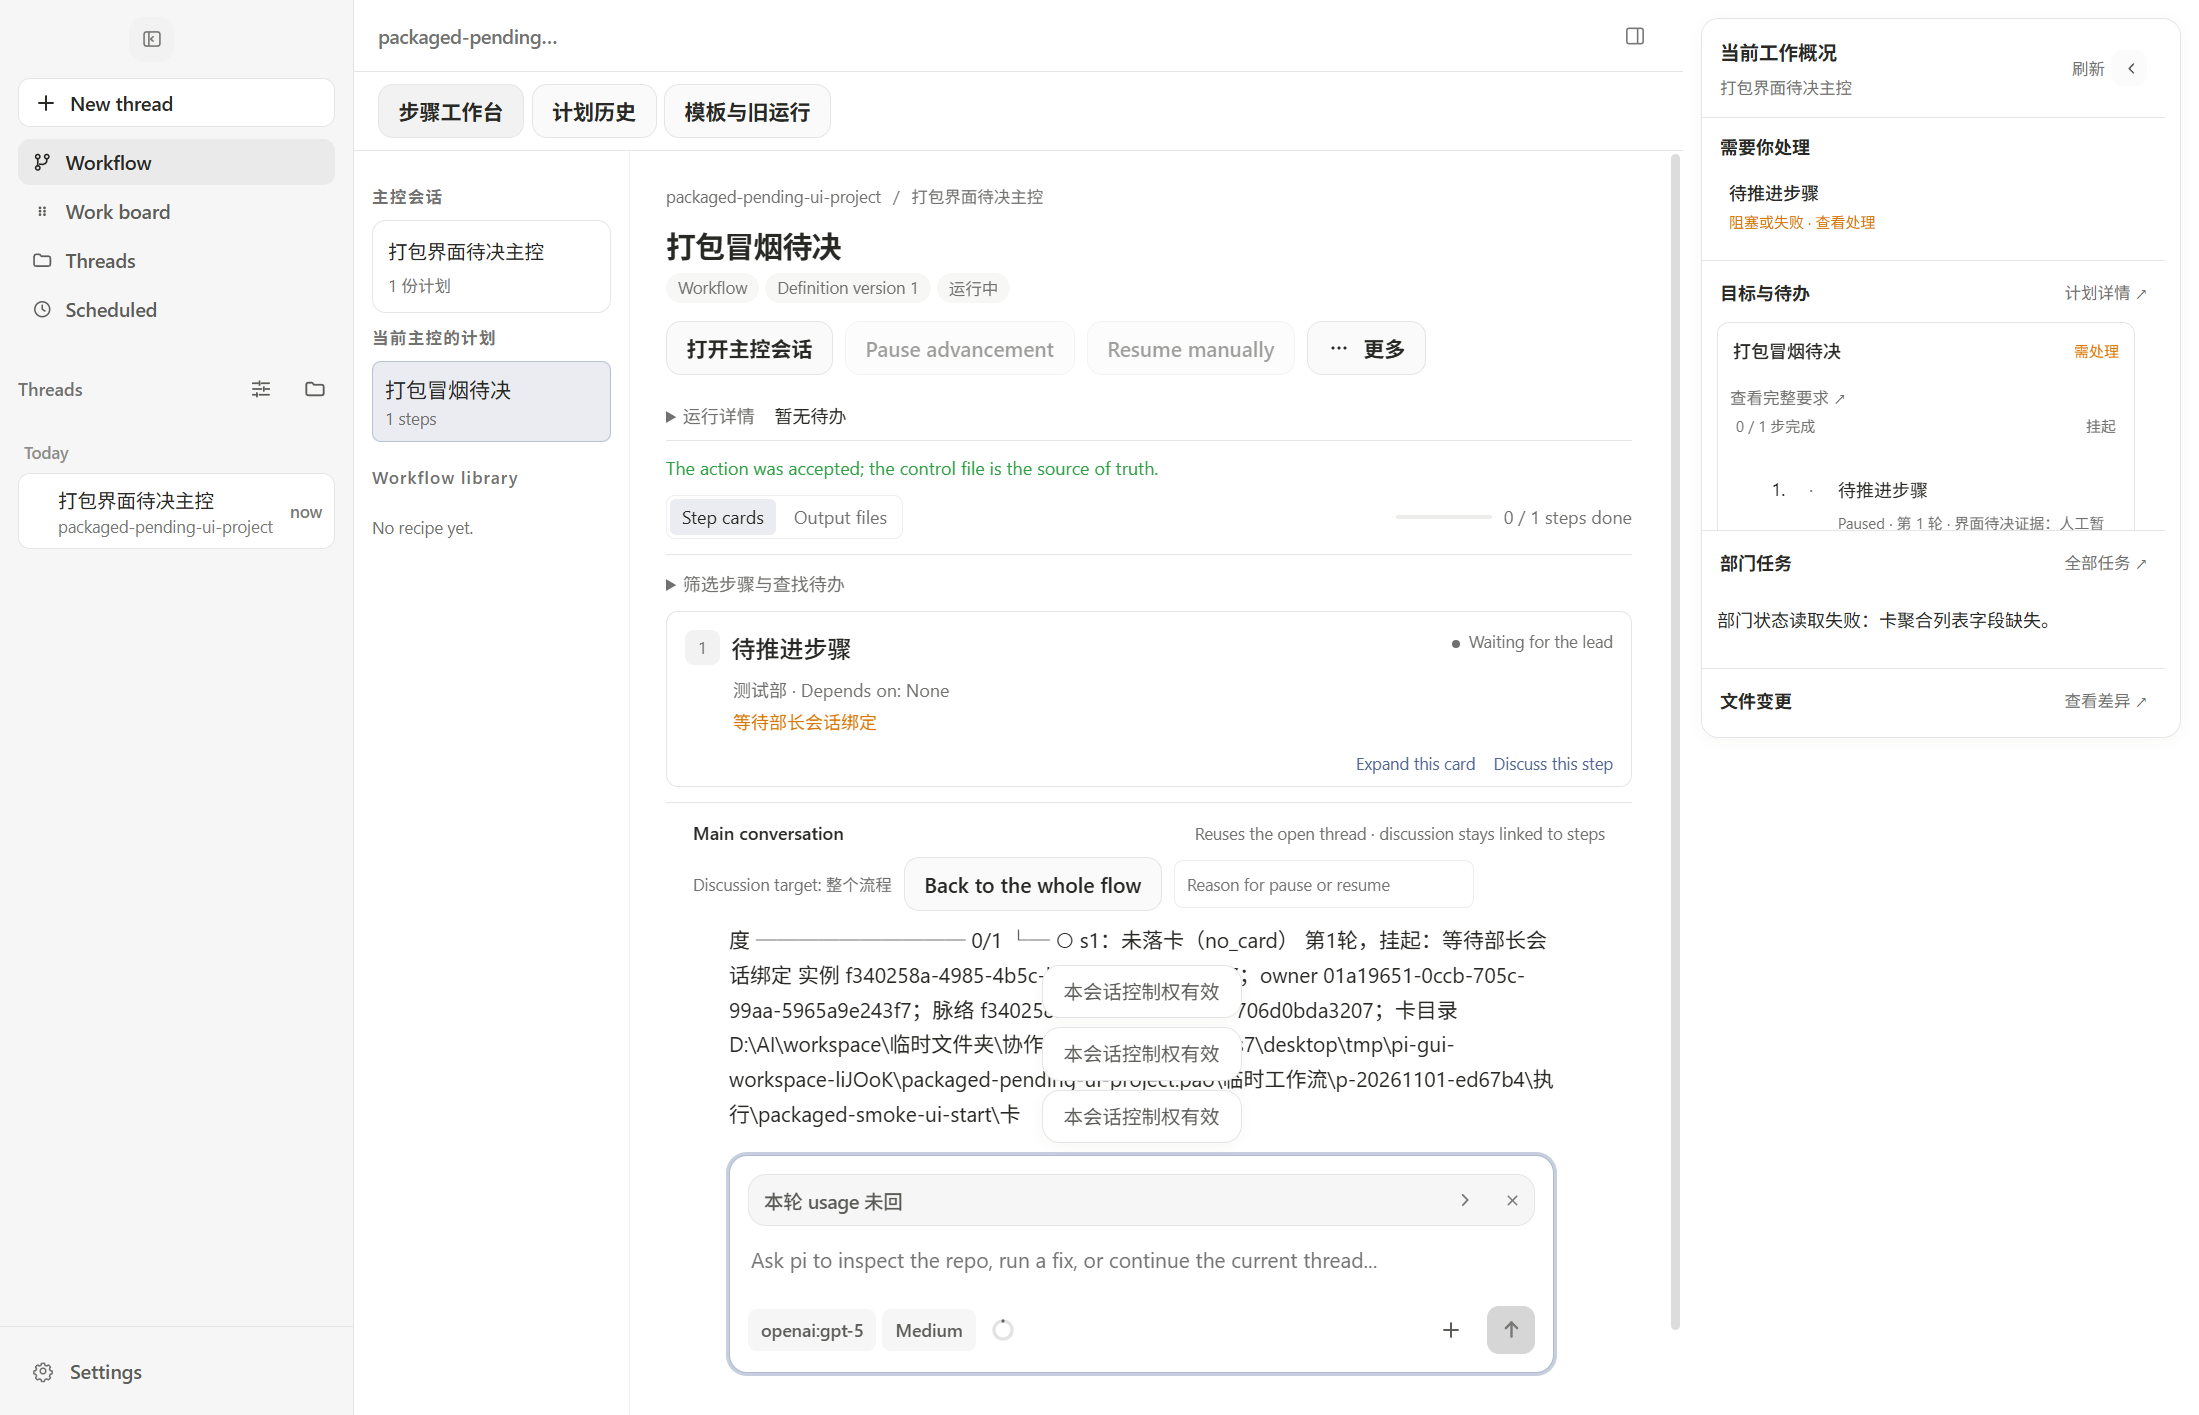 New thread
Workflow
Work board
Threads
Scheduled
Threads
Today
打包界面待决主控
packaged-pending-ui-project
now
Settings
packaged-pending...
步骤工作台
计划历史
模板与旧运行
主控会话
打包界面待决主控
1 份计划
当前主控的计划
打包冒烟待决
1 steps
Workflow library
No recipe yet.
packaged-pending-ui-project / 打包界面待决主控
打包冒烟待决
Workflow
Definition version 1
运行中
打开主控会话
Pause advancement
Resume manually
··· 更多
▶ 运行详情 暂无待办
The action was accepted; the control file is the source of truth.
Step cards
Output files
0 / 1 steps done
▶ 筛选步骤与查找待办
1
待推进步骤
● Waiting for the lead
测试部 · Depends on: None
等待部长会话绑定
Expand this card
Discuss this step
Main conversation
Reuses the open thread · discussion stays linked to steps
Discussion target: 整个流程
Back to the whole flow
Reason for pause or resume
度 ──────────── 0/1 └── ○ s1：未落卡（no_card） 第1轮，挂起：等待部长会
话绑定 实例 f340258a-4985-4b5c- ；owner 01a19651-0ccb-705c-
99aa-5965a9e243f7；脉络 f34025 706d0bda3207；卡目录
D:\AI\workspace\临时文件夹\协作 s7\desktop\tmp\pi-gui-
workspace-liJOoK\packaged-pending-ui-project.pao\临时工作流\p-20261101-ed67b4\执
行\packaged-smoke-ui-start\卡
本会话控制权有效
本会话控制权有效
本会话控制权有效
本轮 usage 未回
Ask pi to inspect the repo, run a fix, or continue the current thread...
openai:gpt-5
Medium
当前工作概况
打包界面待决主控
刷新
需要你处理
待推进步骤
阻塞或失败 · 查看处理
目标与待办
计划详情 ↗
打包冒烟待决
需处理
查看完整要求 ↗
0 / 1 步完成
挂起
1. · 待推进步骤
Paused · 第 1 轮 · 界面待决证据：人工暂
部门任务
全部任务 ↗
部门状态读取失败：卡聚合列表字段缺失。
文件变更
查看差异 ↗